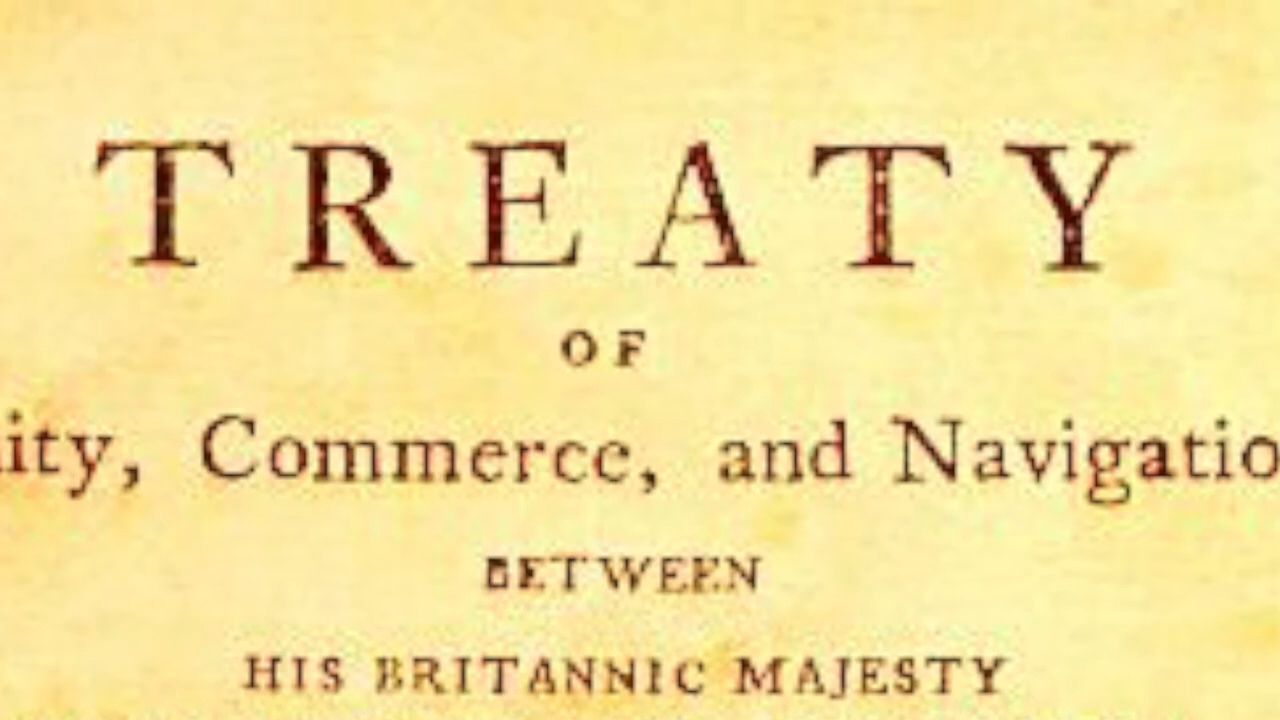 TREATY
OF
ity, Commerce, and Navigatio
BETWEEN
HIS BRITANNIC MAJESTY